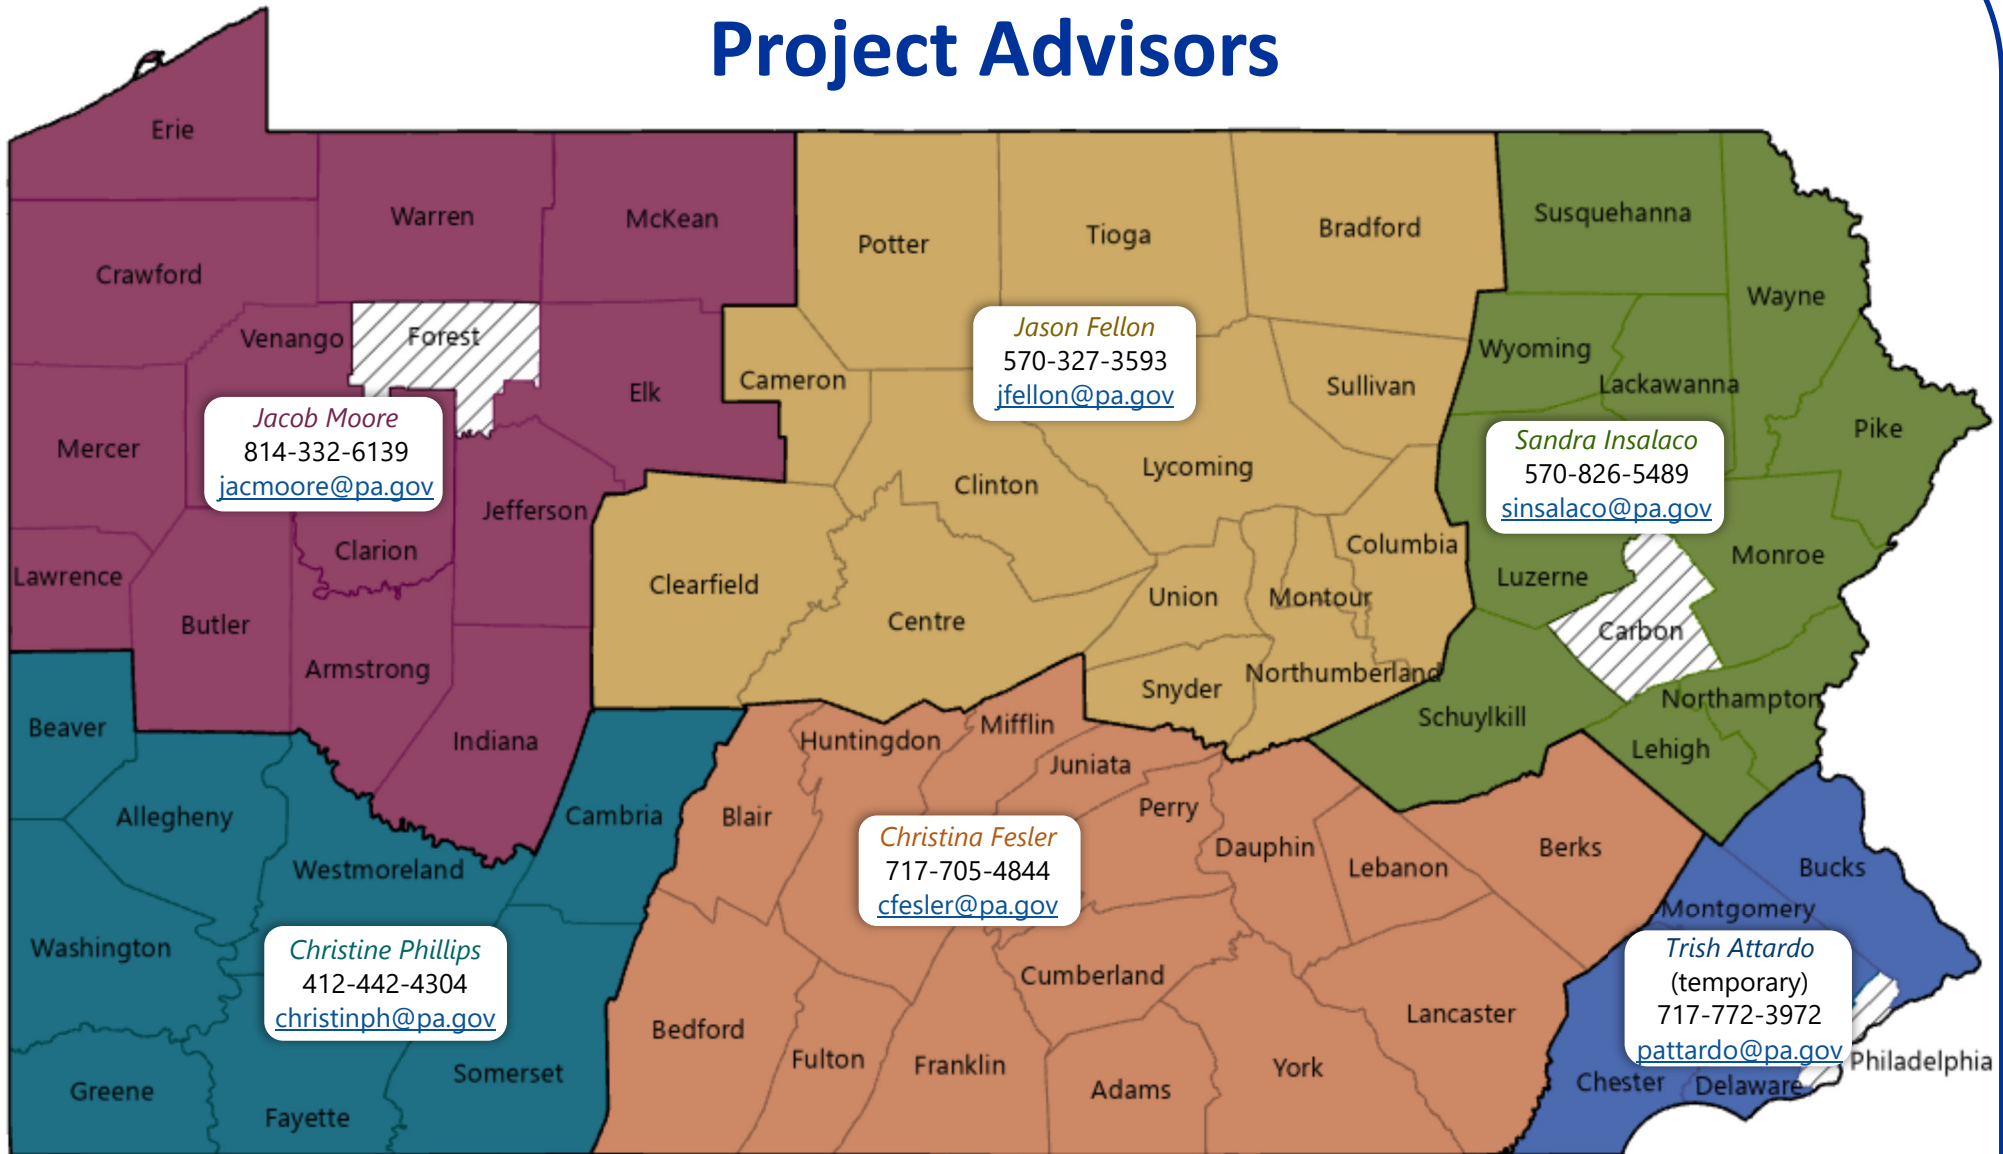 Project Advisors
Erie
Warren
McKean
Potter
Tioga
Bradford
Susquehanna
Crawford
Wayne
Venango
Forest
Jason Fellon
570-327-3593
jfellon@pa.gov
Wyoming
Cameron
Elk
Sullivan
Lackawanna
Mercer
Jacob Moore
814-332-6139
jacmoore@pa.gov
Pike
Sandra Insalaco
570-826-5489
sinsalaco@pa.gov
Lycoming
Clinton
Jefferson
Columbia
Clarion
Monroe
Lawrence
Clearfield
Luzerne
Union
Montour
Butler
Centre
Carbon
Armstrong
Snyder
Northumberland
Northampton
Schuylkill
Beaver
Indiana
Huntingdon
Mifflin
Lehigh
Juniata
Allegheny
Cambria
Blair
Perry
Christina Fesler
717-705-4844
cfesler@pa.gov
Dauphin
Lebanon
Berks
Bucks
Westmoreland
Montgomery
Washington
Christine Phillips
412-442-4304
christinph@pa.gov
Trish Attardo
(temporary)
717-772-3972
pattardo@pa.gov
Cumberland
Lancaster
Bedford
Fulton
Franklin
York
Philadelphia
Somerset
Greene
Adams
Chester
Delaware
Fayette